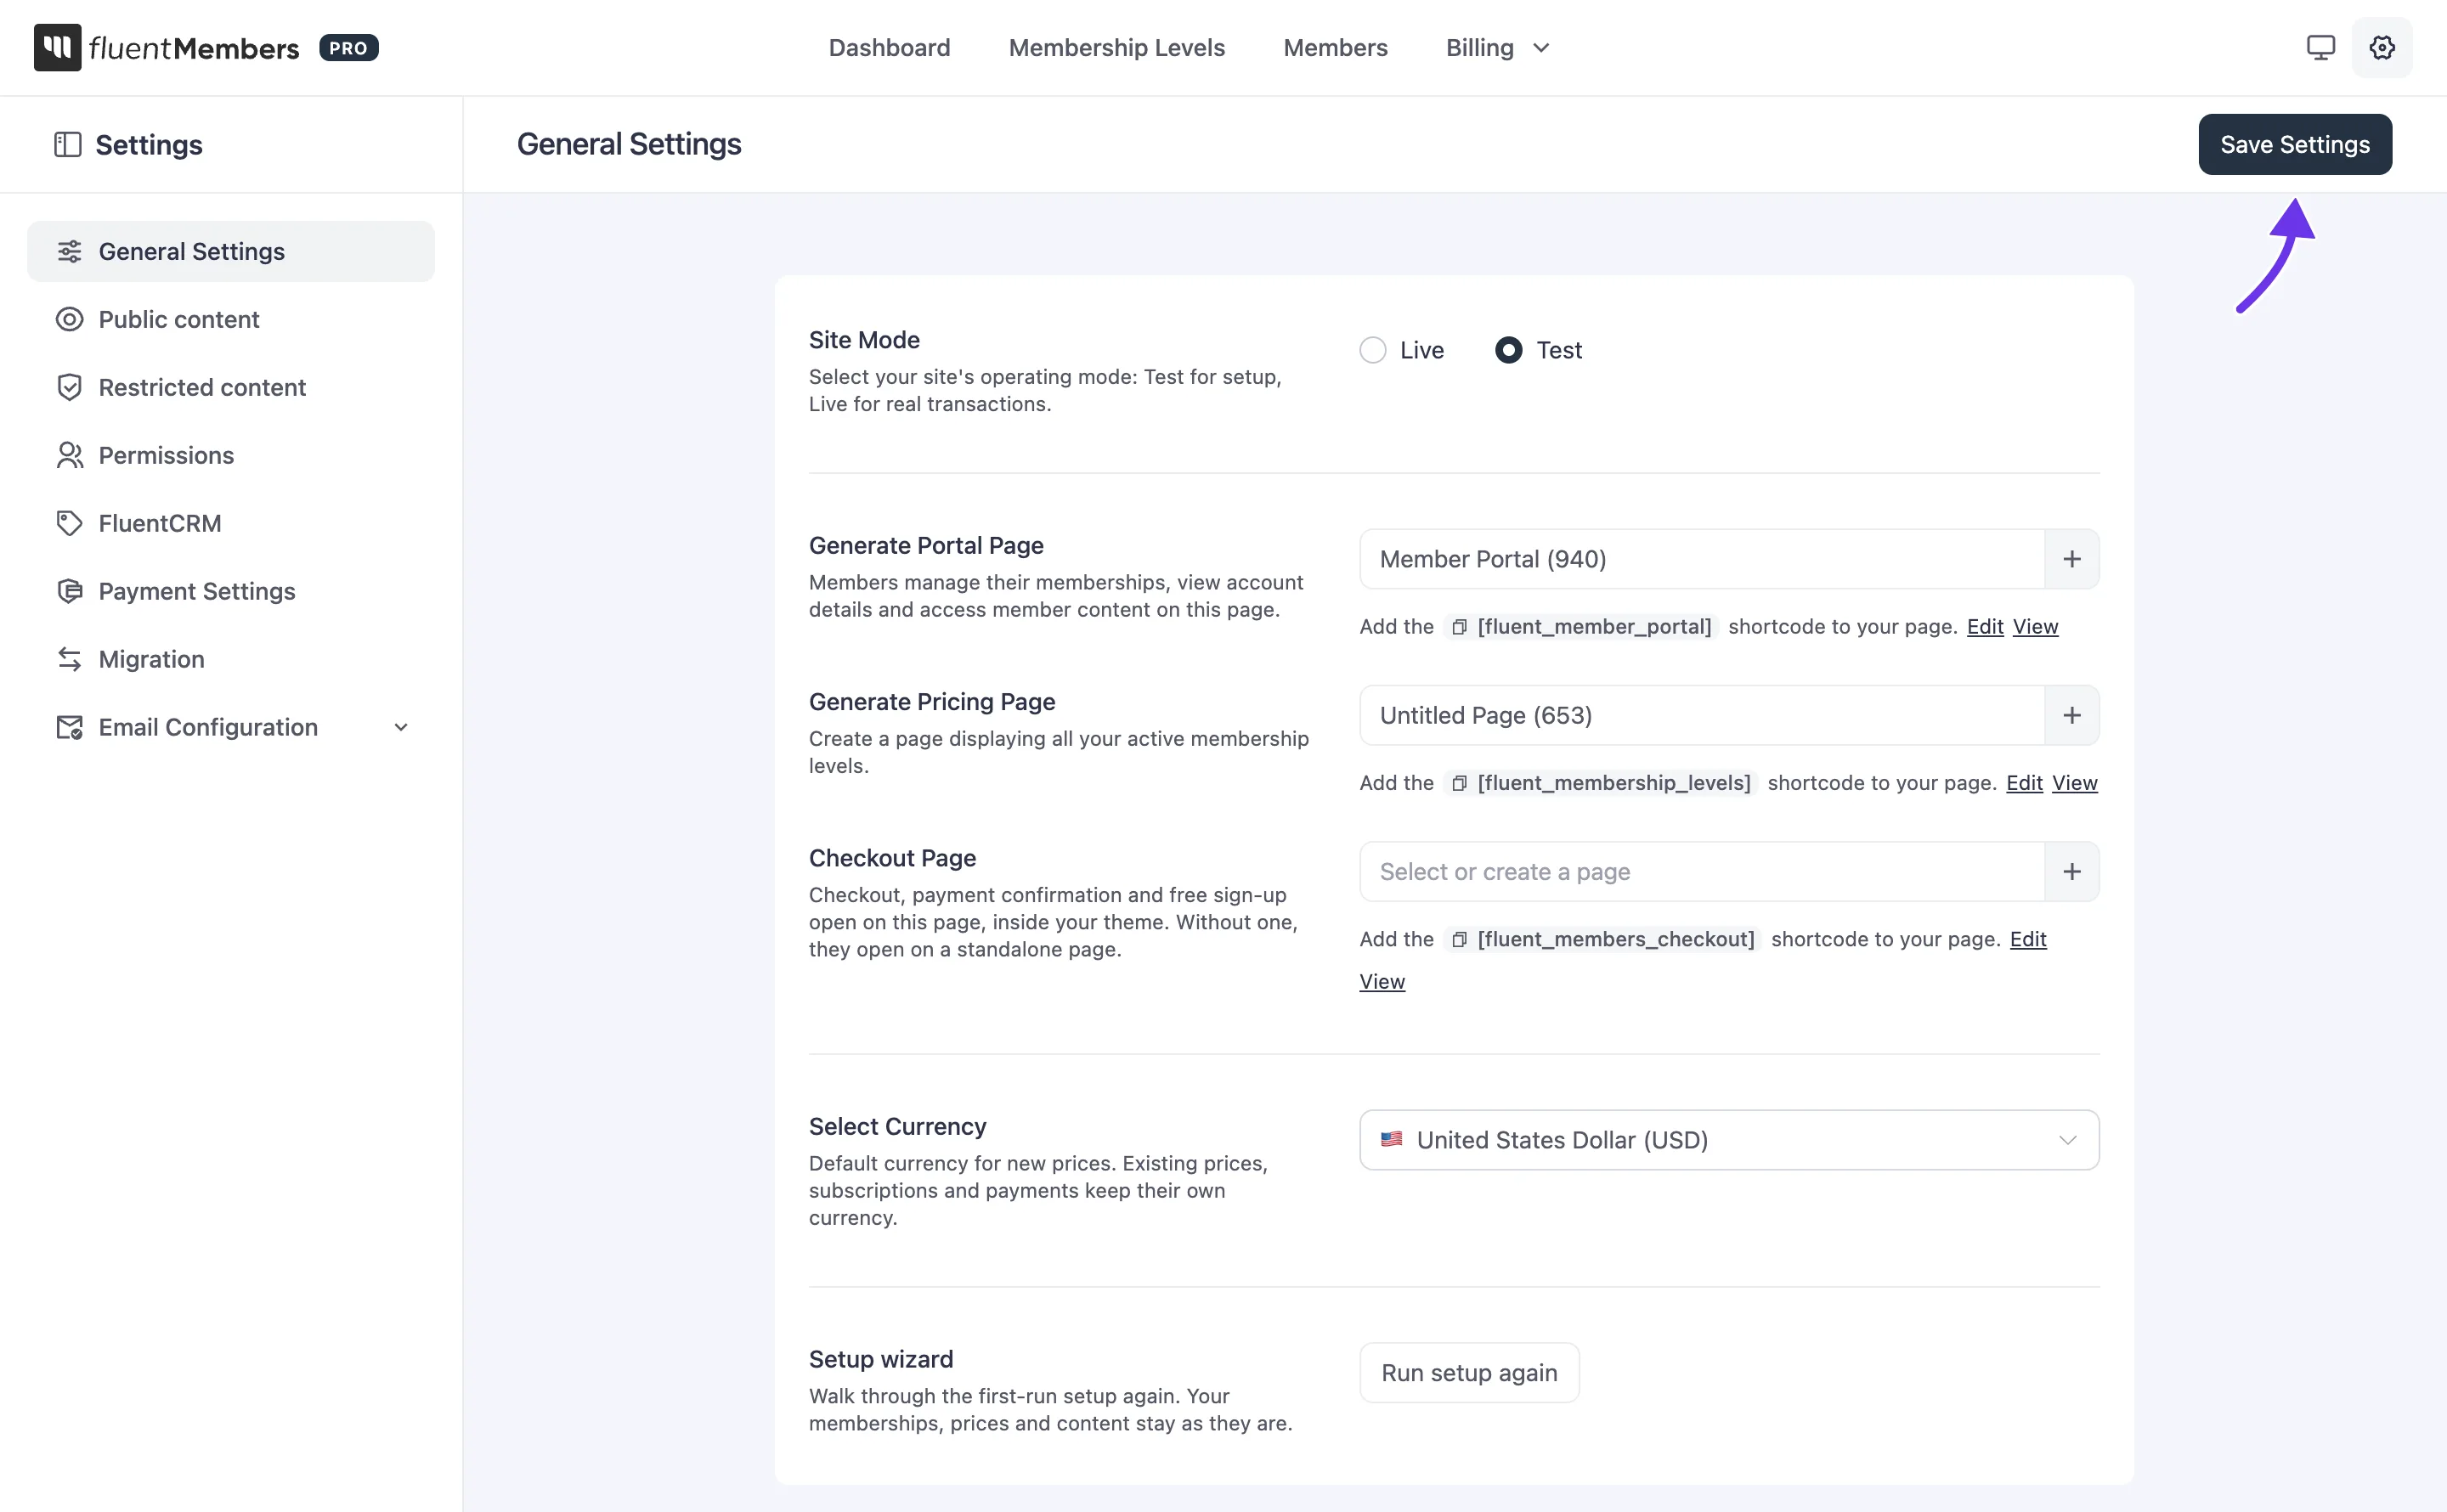 fluentMembers PRO
Dashboard
Membership Levels
Members
Billing
Settings
General Settings
Save Settings
General Settings
Public content
Restricted content
Permissions
FluentCRM
Payment Settings
Migration
Email Configuration
Site Mode
Select your site's operating mode: Test for setup,
Live for real transactions.
Live
Test
Generate Portal Page
Members manage their memberships, view account
details and access member content on this page.
Member Portal (940)
+
Add the [fluent_member_portal] shortcode to your page. Edit View
Generate Pricing Page
Create a page displaying all your active membership
levels.
Untitled Page (653)
+
Add the [fluent_membership_levels] shortcode to your page. Edit View
Checkout Page
Checkout, payment confirmation and free sign-up
open on this page, inside your theme. Without one,
they open on a standalone page.
Select or create a page
+
Add the [fluent_members_checkout] shortcode to your page. Edit
View
Select Currency
Default currency for new prices. Existing prices,
subscriptions and payments keep their own
currency.
United States Dollar (USD)
Setup wizard
Walk through the first-run setup again. Your
memberships, prices and content stay as they are.
Run setup again